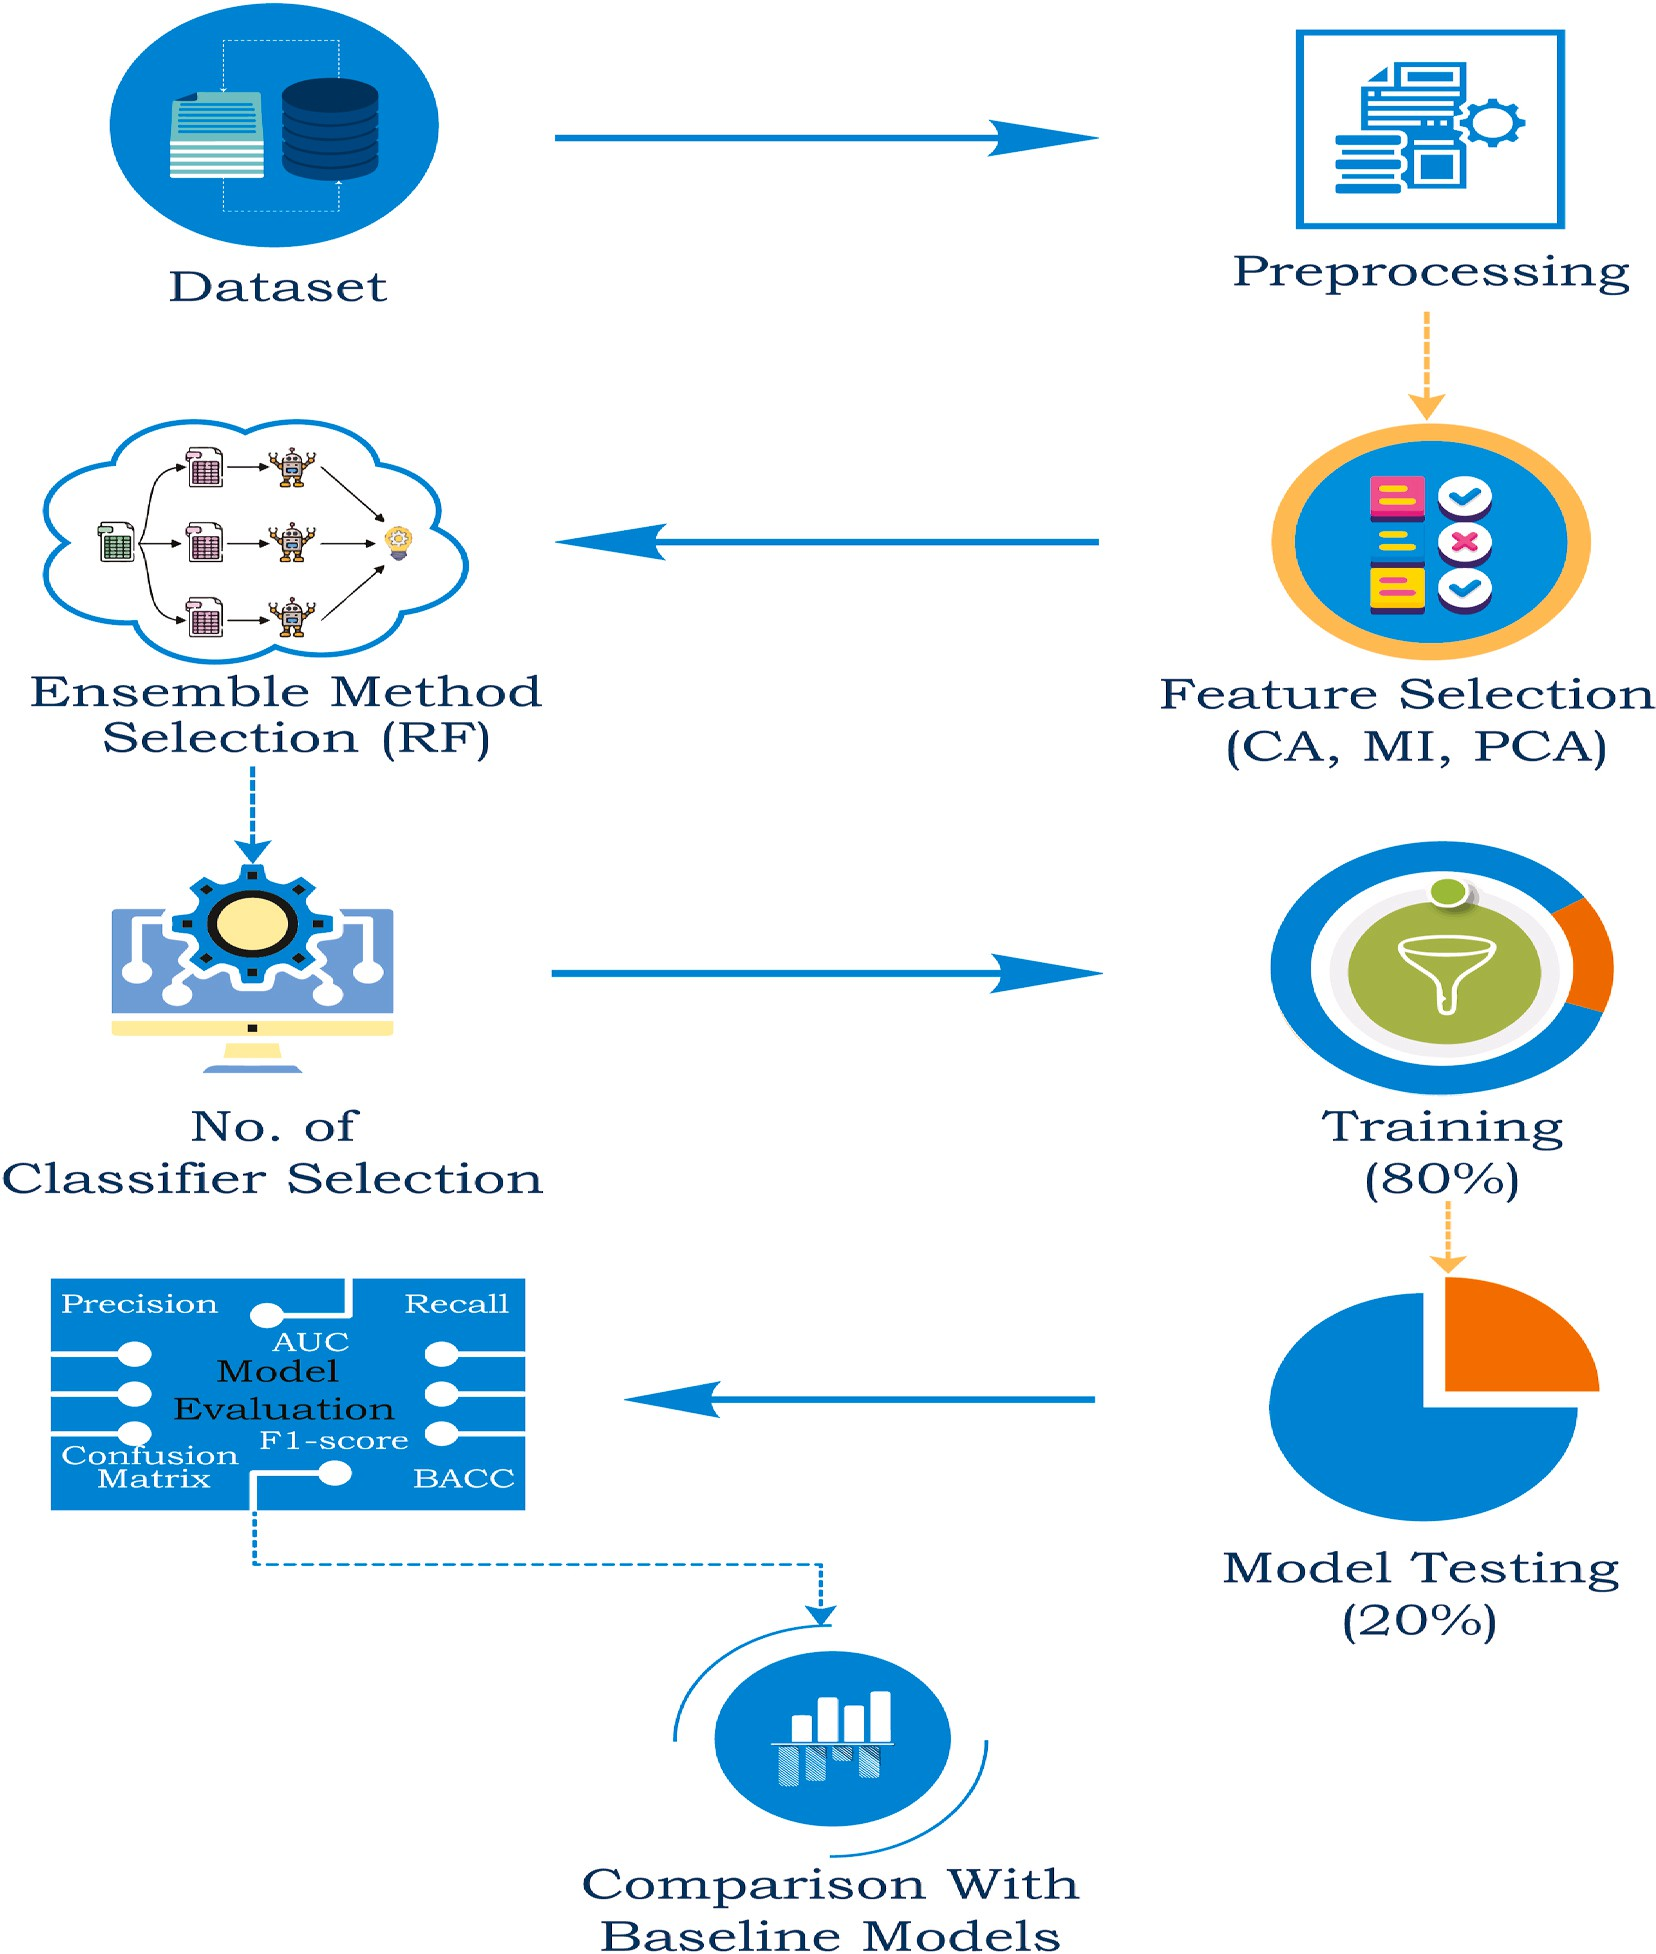 Dataset
Preprocessing
Ensemble Method
Selection (RF)
Feature Selection
(CA, MI, PCA)
No. of
Classifier Selection
Training
(80%)
Precision
Recall
AUC
Model
Evaluation
F1-score
Confusion
Matrix
BACC
Model Testing
(20%)
Comparison With
Baseline Models